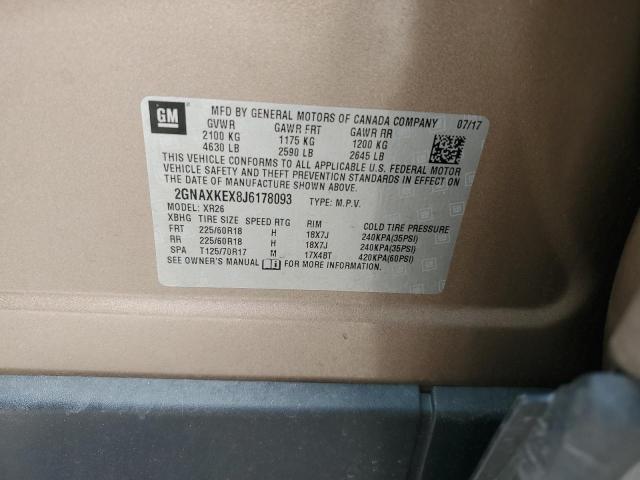 GM
MFD BY GENERAL MOTORS OF CANADA COMPANY 07/17
GVWR GAWR FRT GAWR RR
2100 KG 1175 KG 1200 KG
4630 LB 2590 LB 2645 LB
THIS VEHICLE CONFORMS TO ALL APPLICABLE U.S. FEDERAL MOTOR
VEHICLE SAFETY AND THEFT PREVENTION STANDARDS IN EFFECT ON
THE DATE OF MANUFACTURE SHOWN ABOVE.
2GNAXKEX8J6178093 TYPE: M.P.V.
MODEL: XR26
XBHG TIRE SIZE SPEED RTG RIM COLD TIRE PRESSURE
FRT 225/60R18 H 18X7J 240KPA(35PSI)
RR 225/60R18 H 18X7J 240KPA(35PSI)
SPA T125/70R17 M 17X4BT 420KPA(60PSI)
SEE OWNER'S MANUAL FOR MORE INFORMATION.